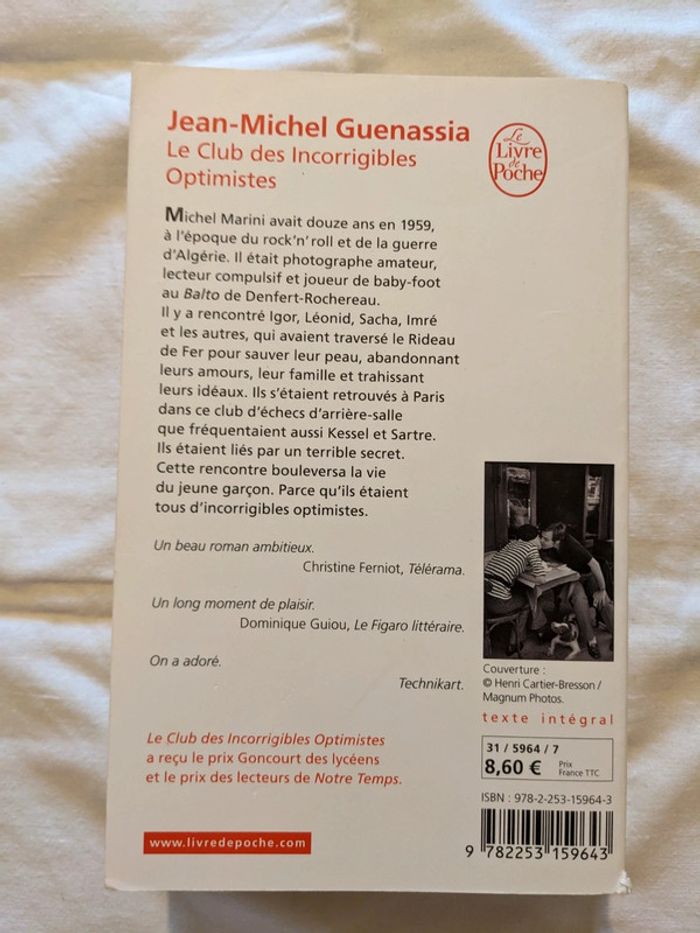 Jean-Michel Guenassia
Le Club des Incorrigibles
Optimistes
Le
Livre
de
Poche
Michel Marini avait douze ans en 1959,
à l'époque du rock'n'roll et de la guerre
d'Algérie. Il était photographe amateur,
lecteur compulsif et joueur de baby-foot
au Balto de Denfert-Rochereau.
Il y a rencontré Igor, Léonid, Sacha, Imré
et les autres, qui avaient traversé le Rideau
de Fer pour sauver leur peau, abandonnant
leurs amours, leur famille et trahissant
leurs idéaux. Ils s'étaient retrouvés à Paris
dans ce club d'échecs d'arrière-salle
que fréquentaient aussi Kessel et Sartre.
Ils étaient liés par un terrible secret.
Cette rencontre bouleversa la vie
du jeune garçon. Parce qu'ils étaient
tous d'incorrigibles optimistes.
Un beau roman ambitieux.
Christine Ferniot, Télérama.
Un long moment de plaisir.
Dominique Guiou, Le Figaro littéraire.
On a adoré.
Technikart.
Le Club des Incorrigibles Optimistes
a reçu le prix Goncourt des lycéens
et le prix des lecteurs de Notre Temps.
www.livredepoche.com
Couverture :
© Henri Cartier-Bresson /
Magnum Photos.
texte intégral
31 / 5964 / 7
8,60 €
Prix
France TTC
ISBN : 978-2-253-15964-3
9 782253 159643